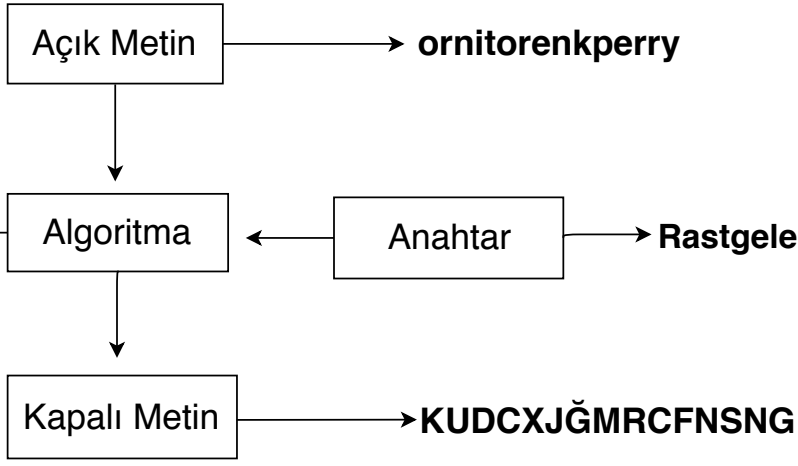 Açık Metin
ornitorenkperry
Algoritma
Anahtar
Rastgele
Kapalı Metin
KUDCXJĞMRCFNSNG